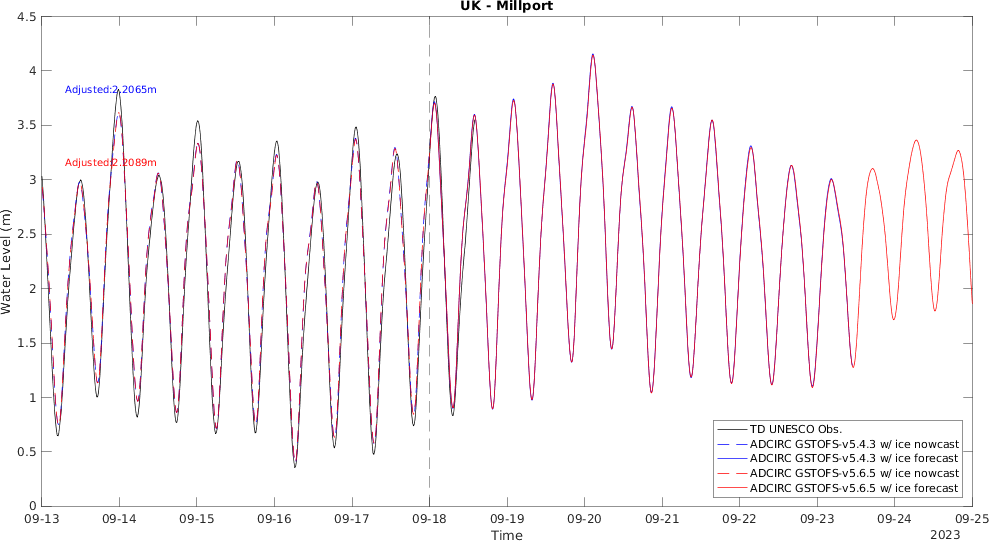 UK - Millport
4.5
4
3.5
3
2.5
2
1.5
1
0.5
0
Water Level (m)
Adjusted:2.2065m
Adjusted:2.2089m
TD UNESCO Obs.
ADCIRC GSTOFS-v5.4.3 w/ ice nowcast
ADCIRC GSTOFS-v5.4.3 w/ ice forecast
ADCIRC GSTOFS-v5.6.5 w/ ice nowcast
ADCIRC GSTOFS-v5.6.5 w/ ice forecast
09-13 09-14 09-15 09-16 09-17 09-18 09-19 09-20 09-21 09-22 09-23 09-24 09-25
Time
2023